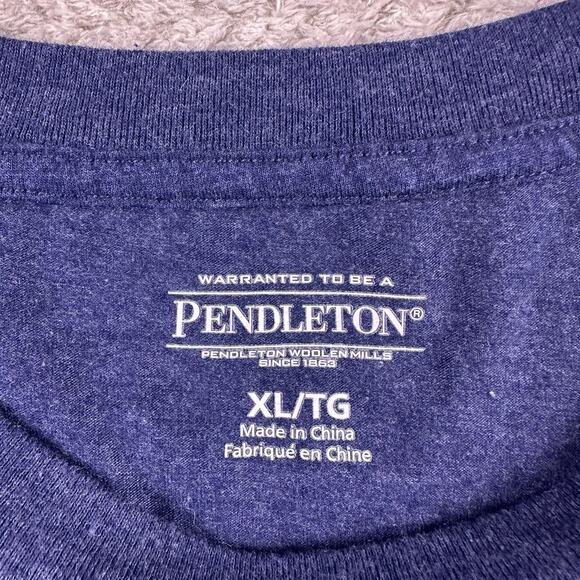 WARRANTED TO BE A
PENDLETON®
PENDLETON WOOLEN MILLS
SINCE 1863
XL/TG
Made in China
Fabriqué en Chine